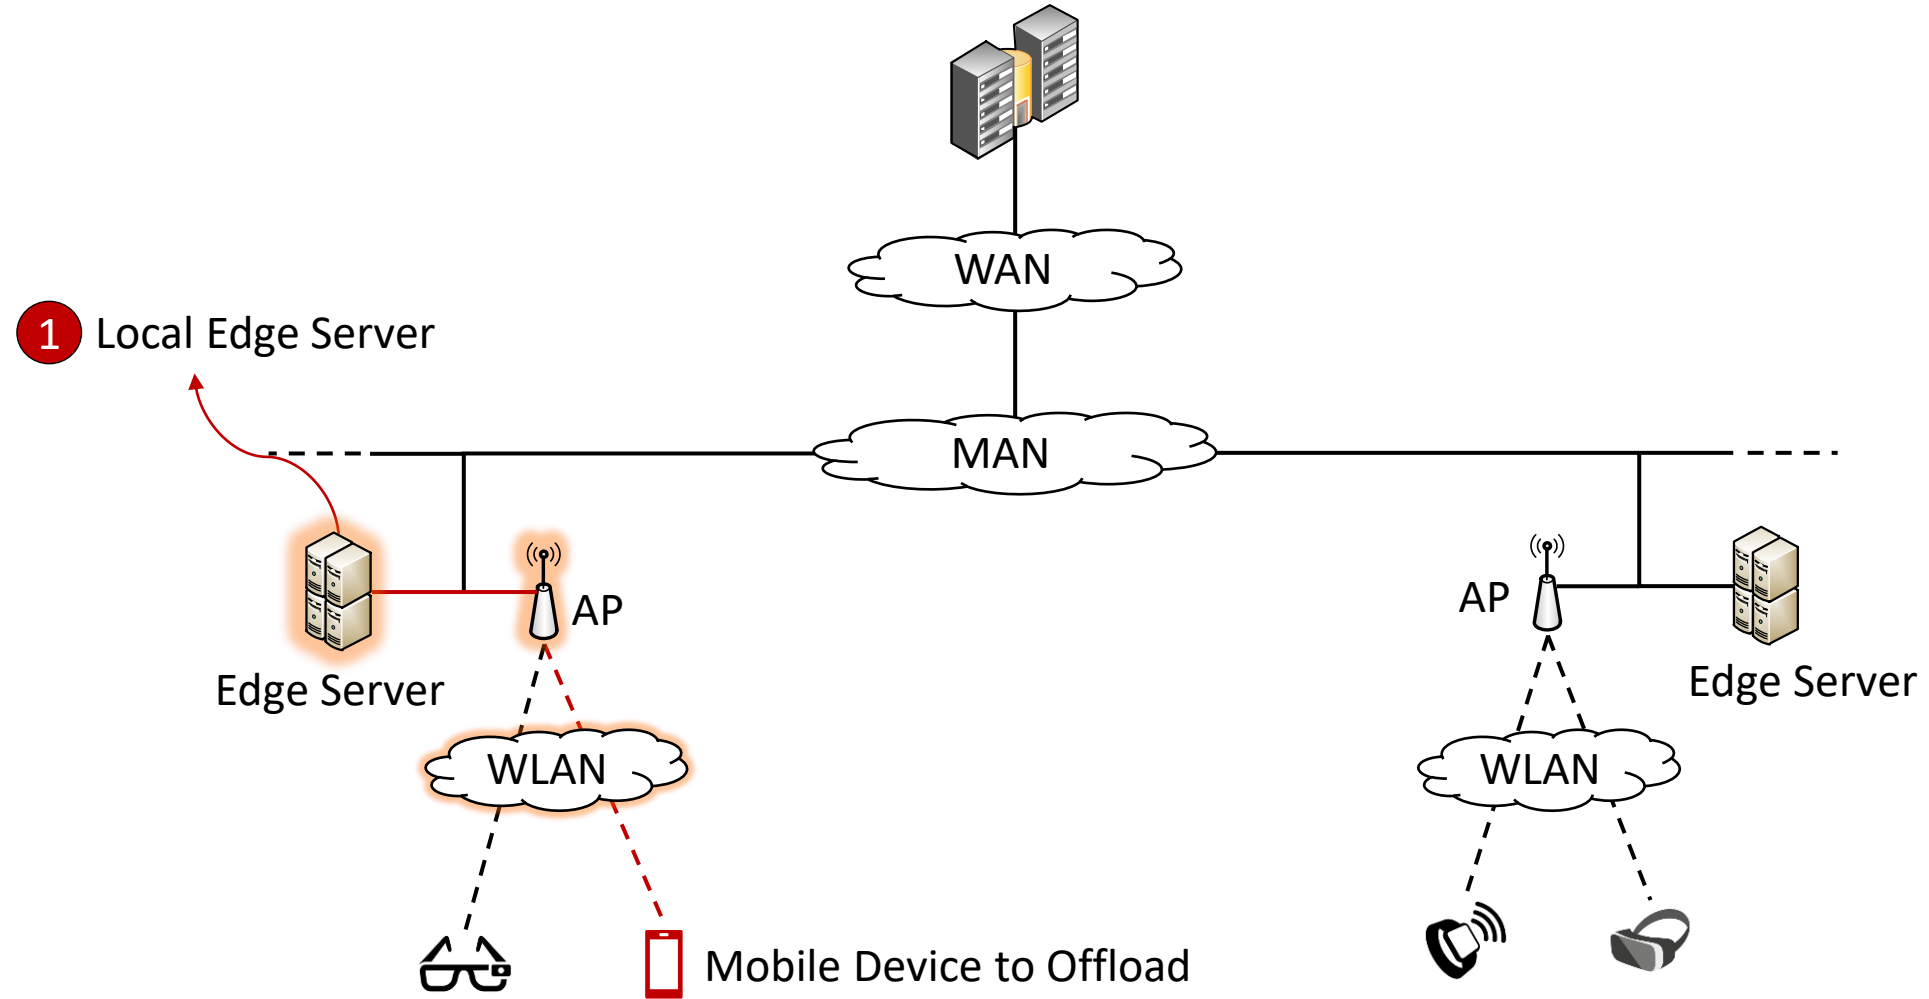 WAN
1 Local Edge Server
MAN
AP
AP
Edge Server
Edge Server
WLAN
WLAN
Mobile Device to Offload